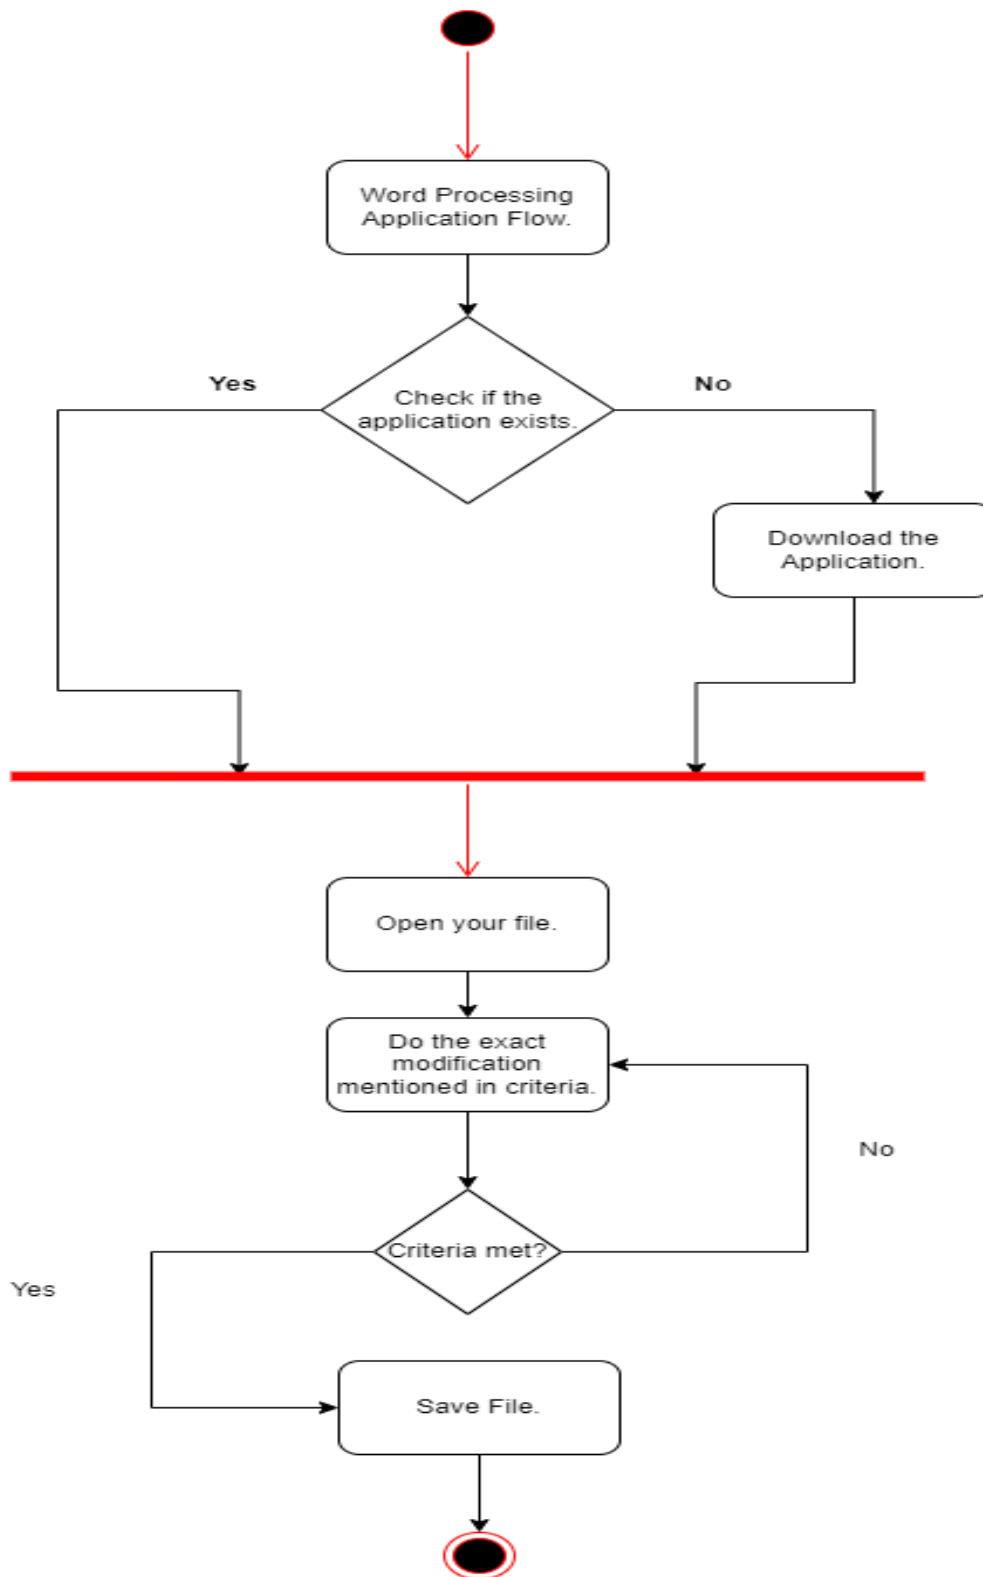 Word Processing
Application Flow.
Yes
No
Check if the
application exists.
Download the
Application.
Open your file.
Do the exact
modification
mentioned in criteria.
No
Criteria met?
Yes
Save File.